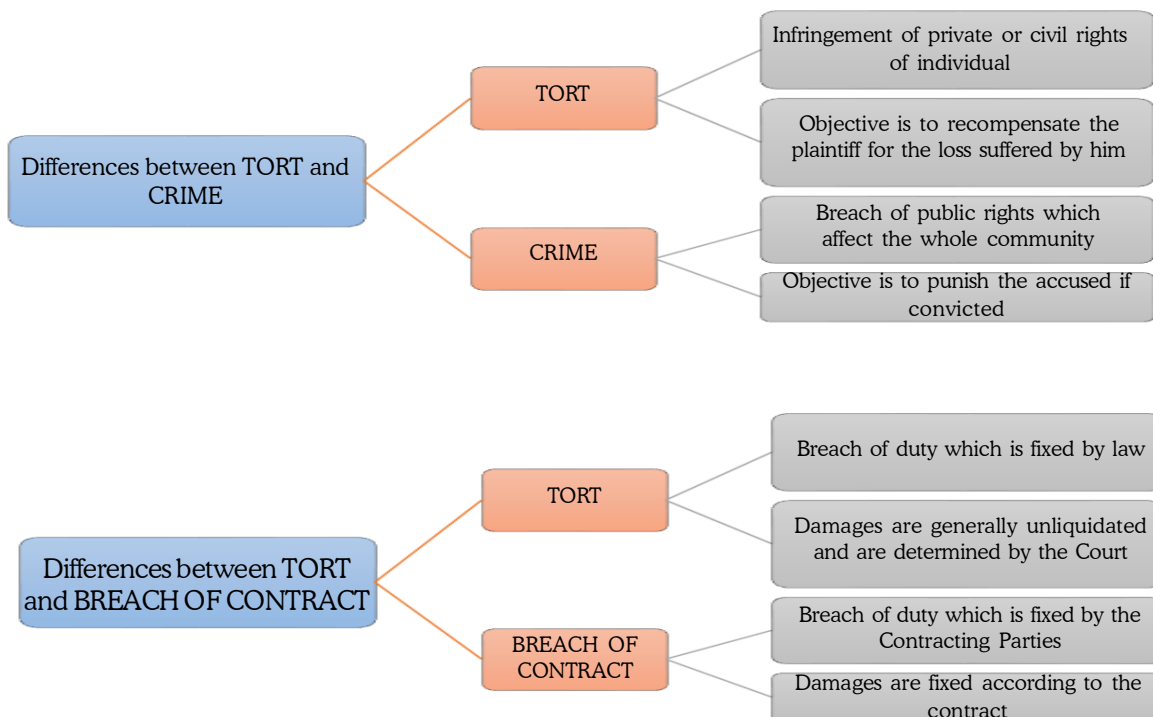 Differences between TORT and
CRIME
TORT
Infringement of private or civil rights
of individual
Objective is to recompensate the
plaintiff for the loss suffered by him
CRIME
Breach of public rights which
affect the whole community
Objective is to punish the accused if
convicted
Differences between TORT
and BREACH OF CONTRACT
TORT
Breach of duty which is fixed by law
Damages are generally unliquidated
and are determined by the Court
BREACH OF
CONTRACT
Breach of duty which is fixed by the
Contracting Parties
Damages are fixed according to the
contract